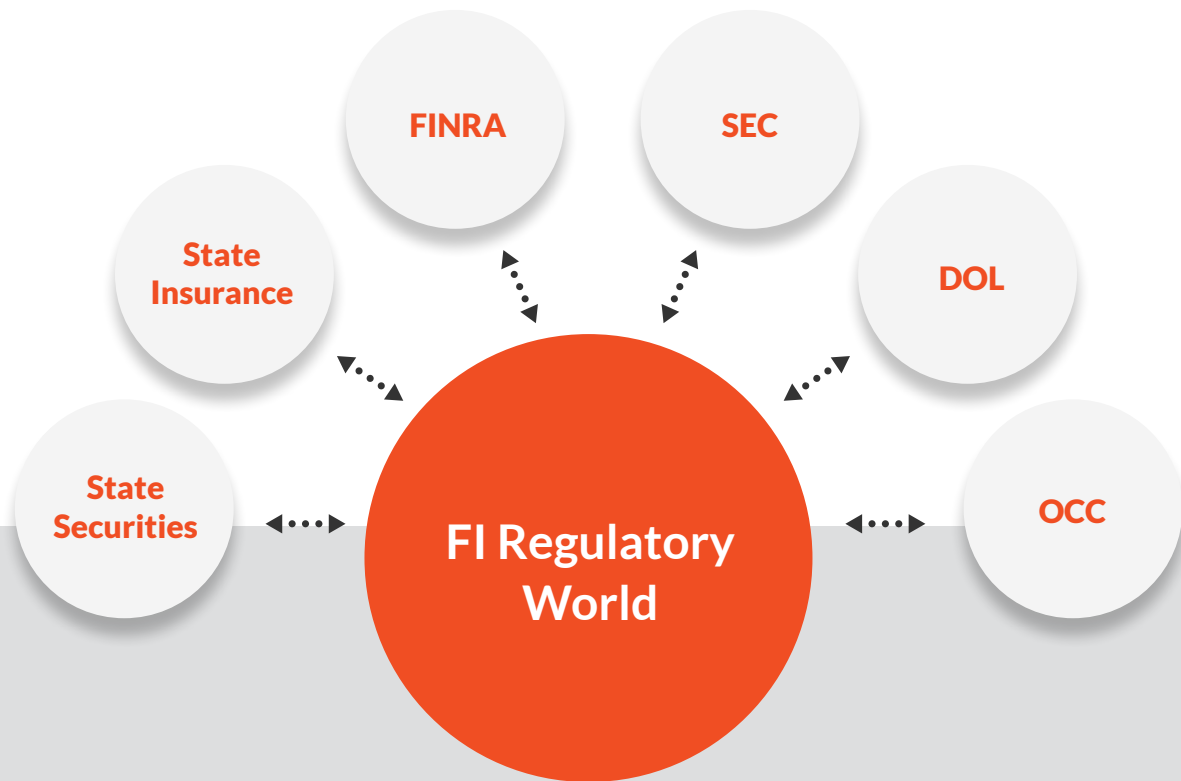 FINRA
SEC
State
Insurance
DOL
State
Securities
OCC
FI Regulatory
World